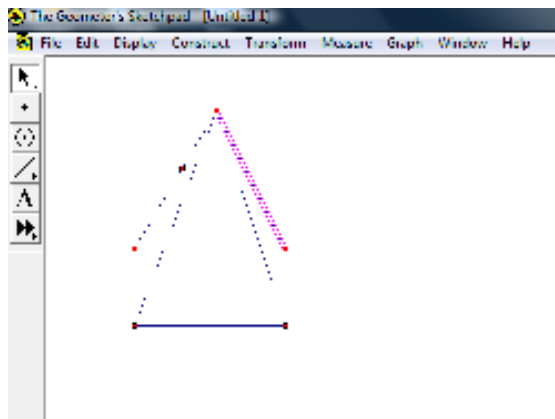 The Geometer's Sketchpad - [Untitled 1]
File Edit Display Construct Transform Measure Graph Window Help
A